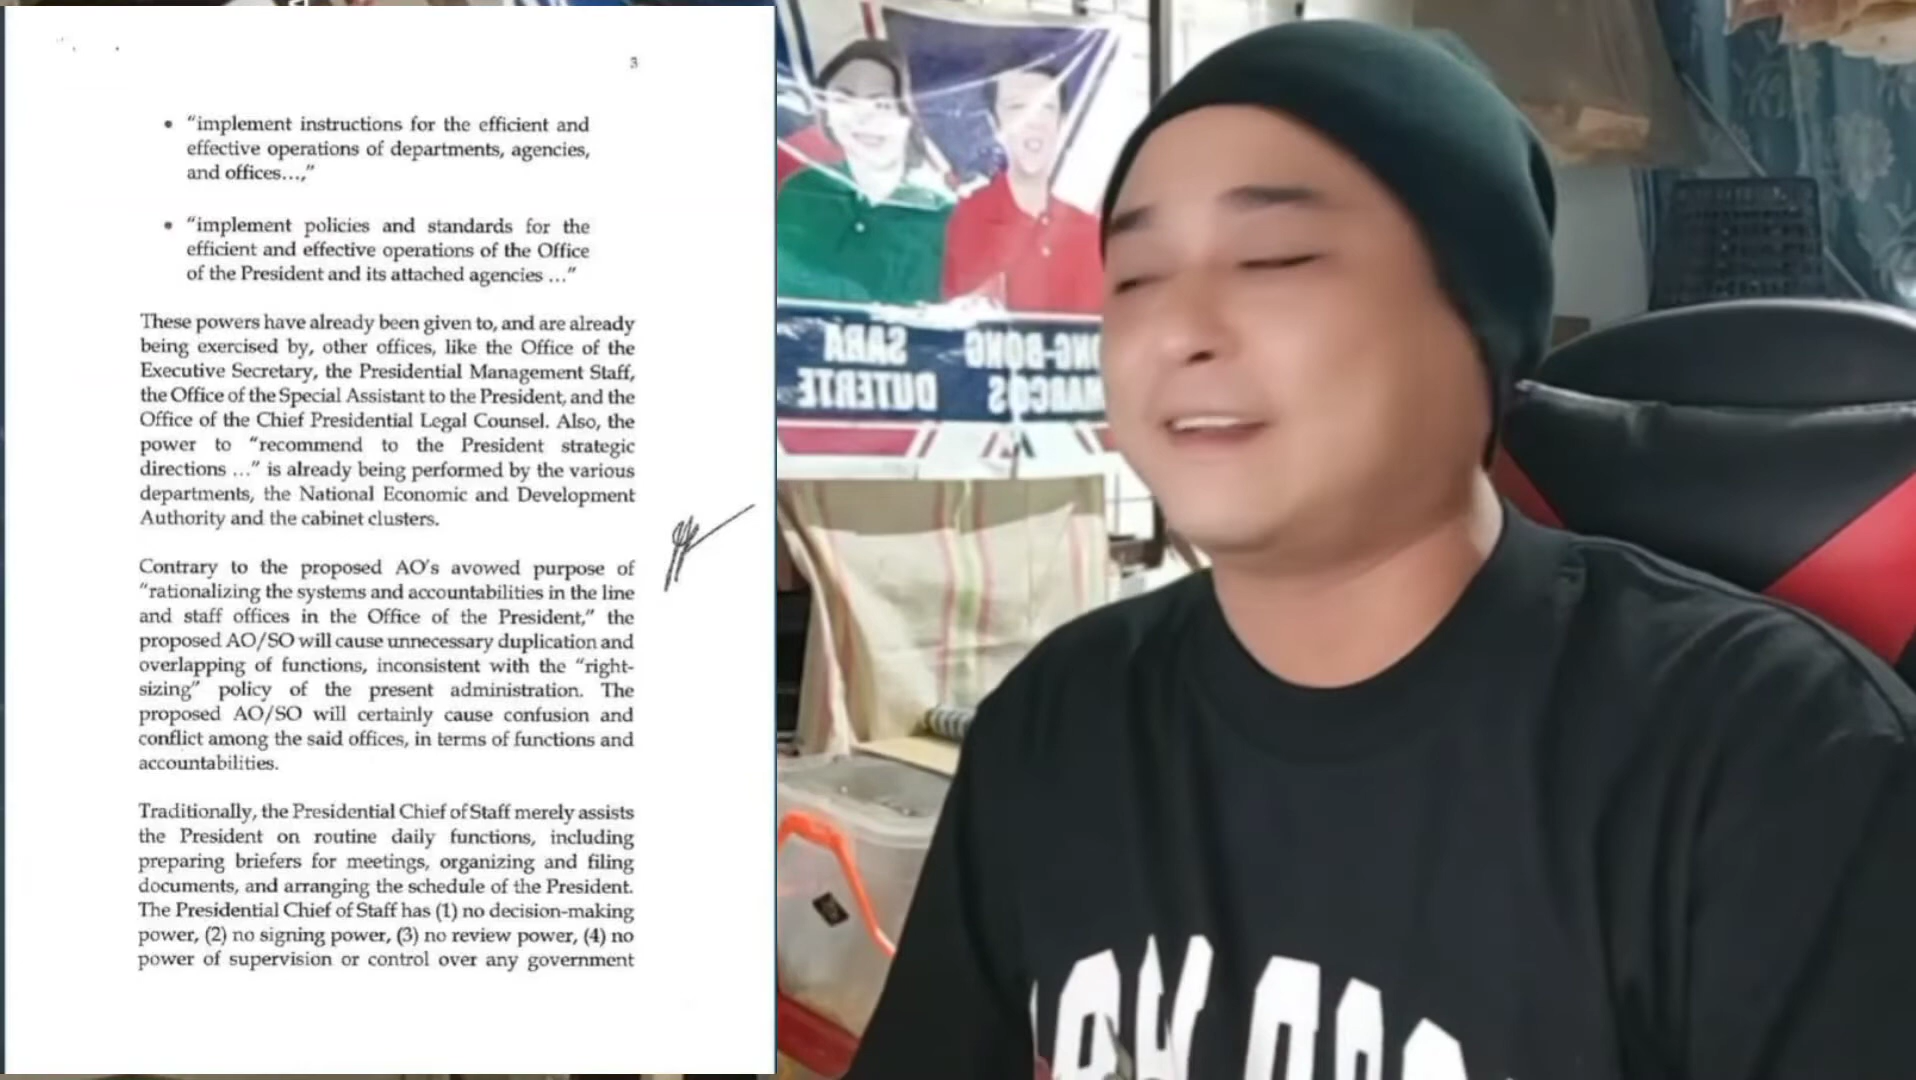 3
• “implement instructions for the efficient and
effective operations of departments, agencies,
and offices...,”
• “implement policies and standards for the
efficient and effective operations of the Office
of the President and its attached agencies ...”
These powers have already been given to, and are already
being exercised by, other offices, like the Office of the
Executive Secretary, the Presidential Management Staff,
the Office of the Special Assistant to the President, and the
Office of the Chief Presidential Legal Counsel. Also, the
power to “recommend to the President strategic
directions ...” is already being performed by the various
departments, the National Economic and Development
Authority and the cabinet clusters.
Contrary to the proposed AO’s avowed purpose of
“rationalizing the systems and accountabilities in the line
and staff offices in the Office of the President,” the
proposed AO/SO will cause unnecessary duplication and
overlapping of functions, inconsistent with the “right-
sizing” policy of the present administration. The
proposed AO/SO will certainly cause confusion and
conflict among the said offices, in terms of functions and
accountabilities.
Traditionally, the Presidential Chief of Staff merely assists
the President on routine daily functions, including
preparing briefers for meetings, organizing and filing
documents, and arranging the schedule of the President.
The Presidential Chief of Staff has (1) no decision-making
power, (2) no signing power, (3) no review power, (4) no
power of supervision or control over any government
SARA
DUTERTE
ONG-BONG
MARCOS